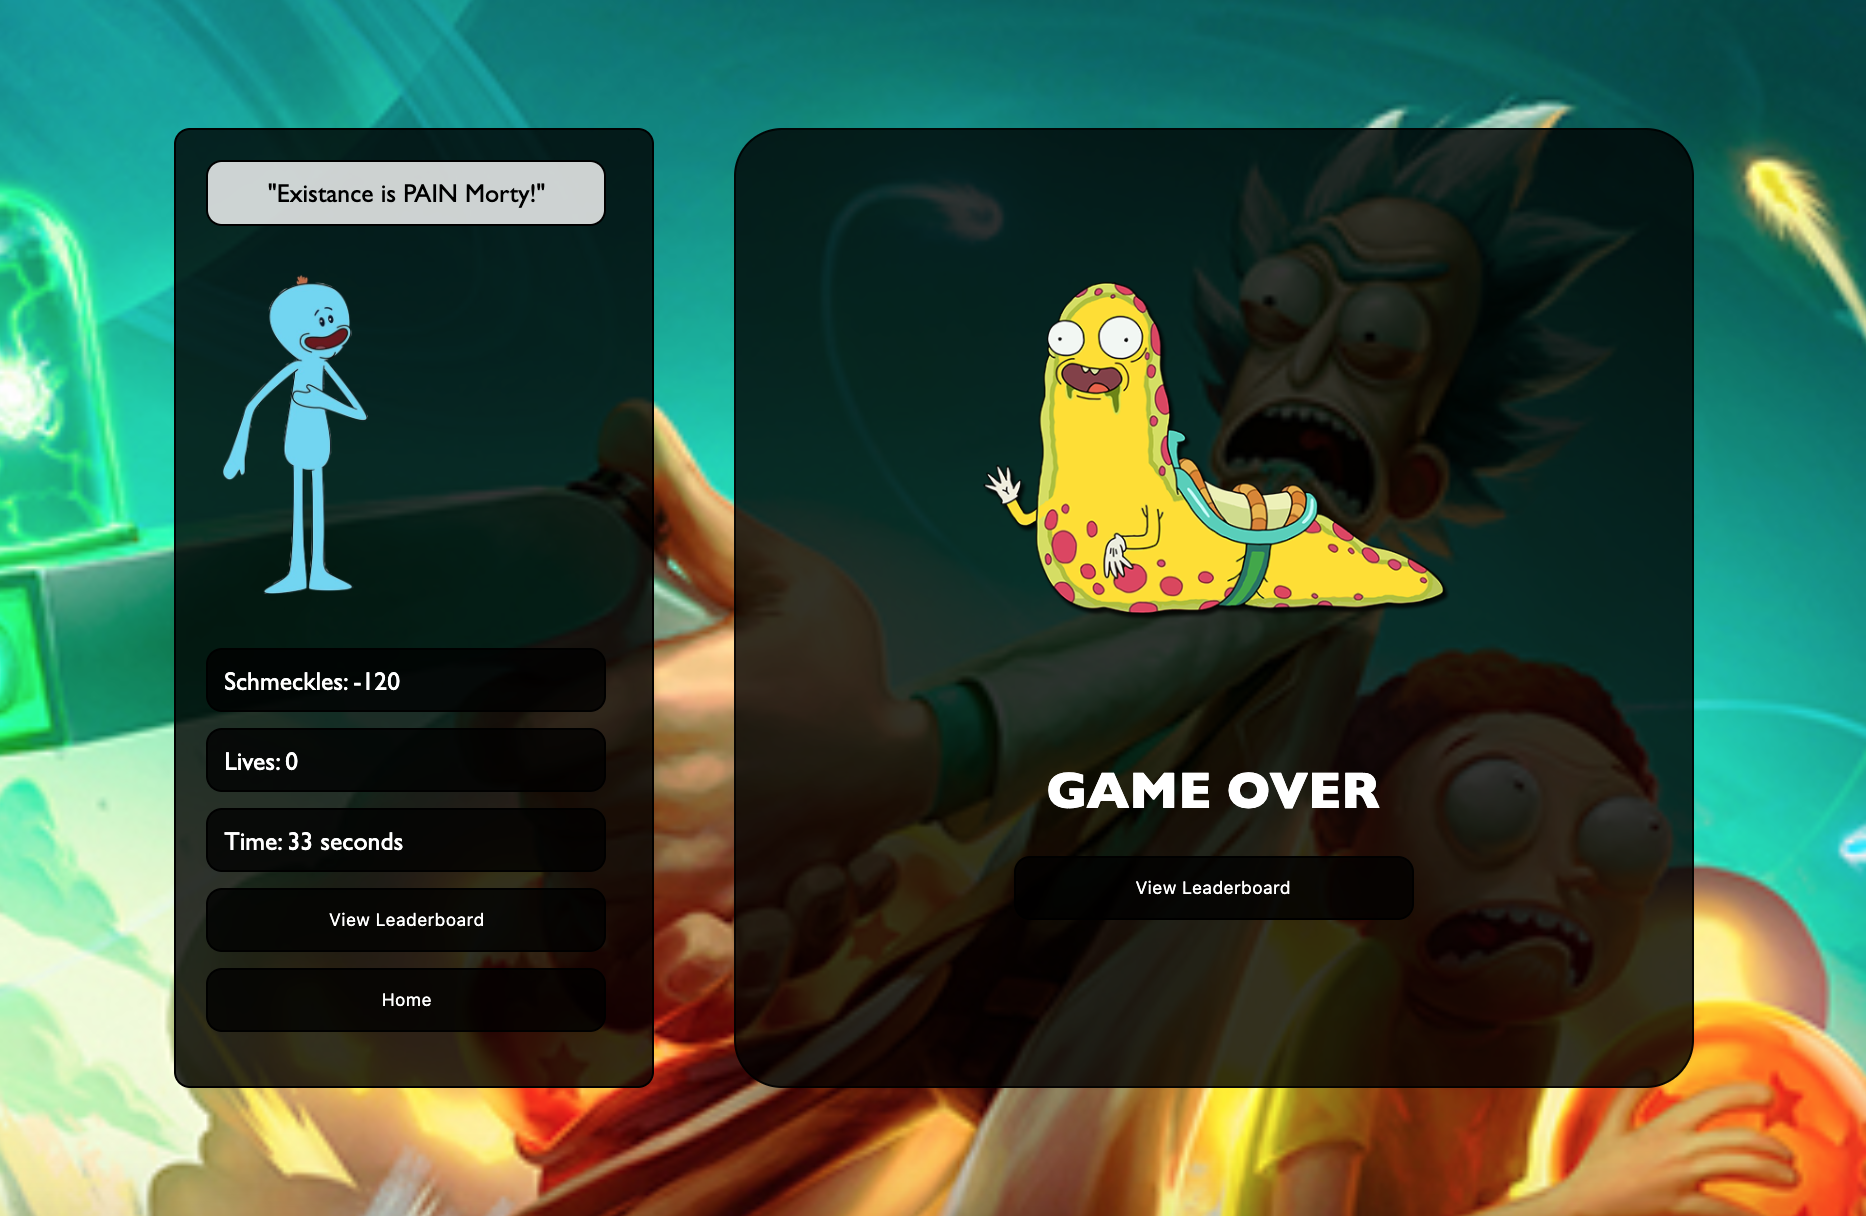 "Existance is PAIN Morty!"
Schmeckles: -120
Lives: 0
Time: 33 seconds
View Leaderboard
Home
GAME OVER
View Leaderboard